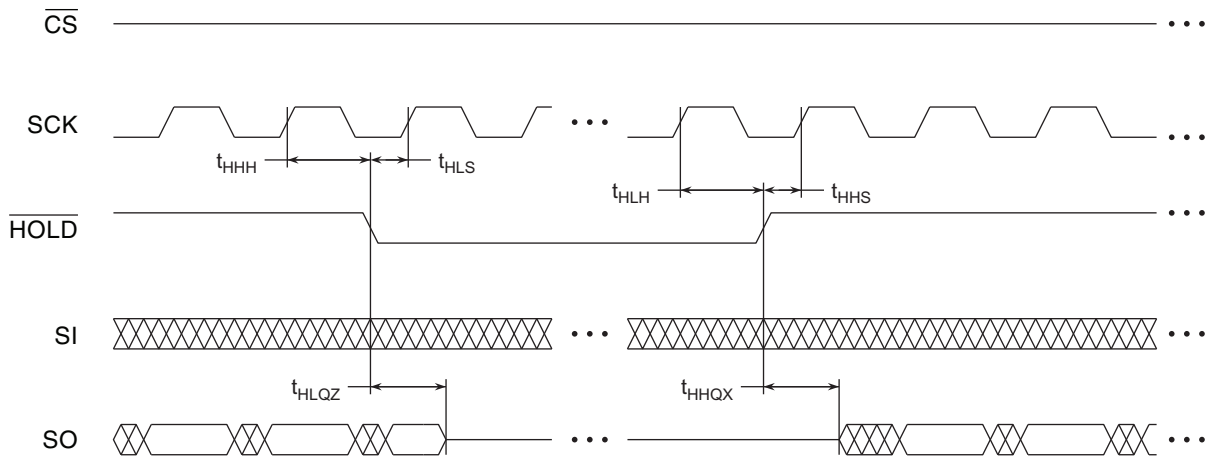 CS
• • •
SCK
• • •
• • •
tHHH
tHLS
tHLH
tHHS
HOLD
• • •
SI
• • •
• • •
tHLQZ
tHHQX
SO
• • •
• • •